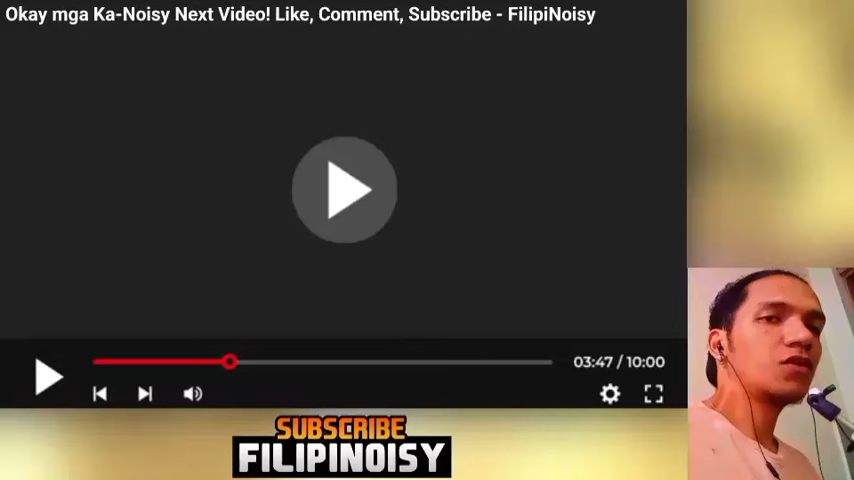 Okay mga Ka-Noisy Next Video! Like, Comment, Subscribe - FilipiNoisy
03:47 / 10:00
SUBSCRIBE
FILIPINOISY